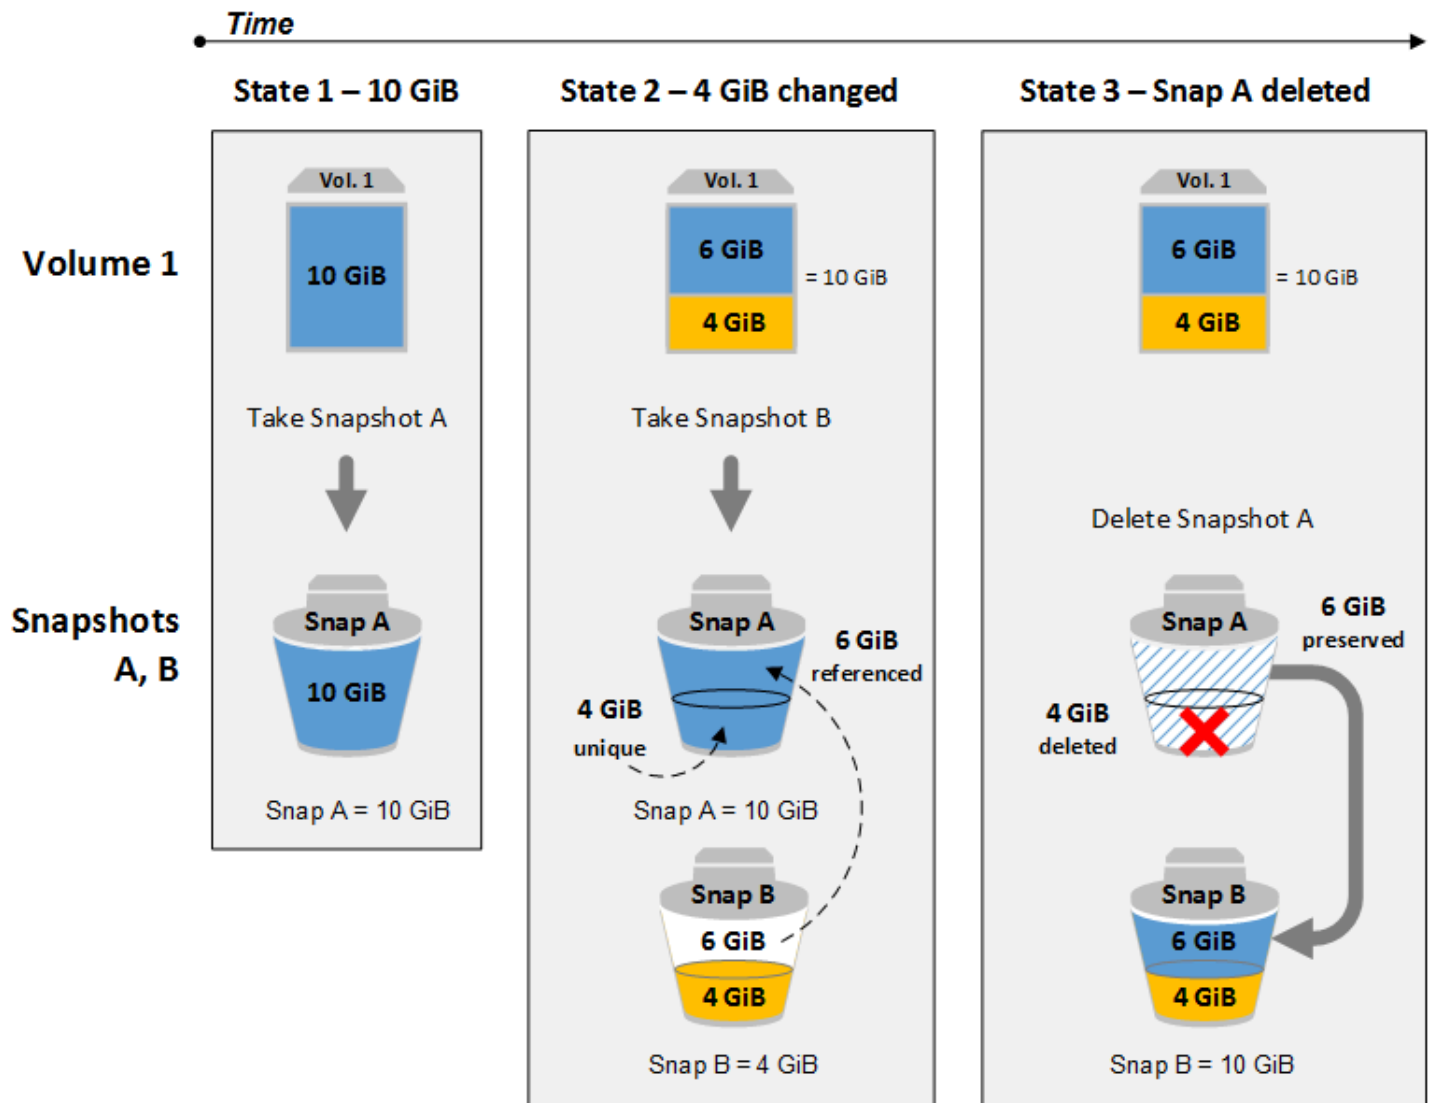 Time
State 1 – 10 GiB
State 2 – 4 GiB changed
State 3 – Snap A deleted
Volume 1
Vol. 1
10 GiB
Vol. 1
6 GiB
4 GiB
= 10 GiB
Vol. 1
6 GiB
4 GiB
= 10 GiB
Take Snapshot A
Take Snapshot B
Delete Snapshot A
Snapshots
A, B
Snap A
10 GiB
Snap A = 10 GiB
Snap A
6 GiB
referenced
4 GiB
unique
Snap A = 10 GiB
Snap B
6 GiB
4 GiB
Snap B = 4 GiB
Snap A
6 GiB
preserved
4 GiB
deleted
Snap B
6 GiB
4 GiB
Snap B = 10 GiB